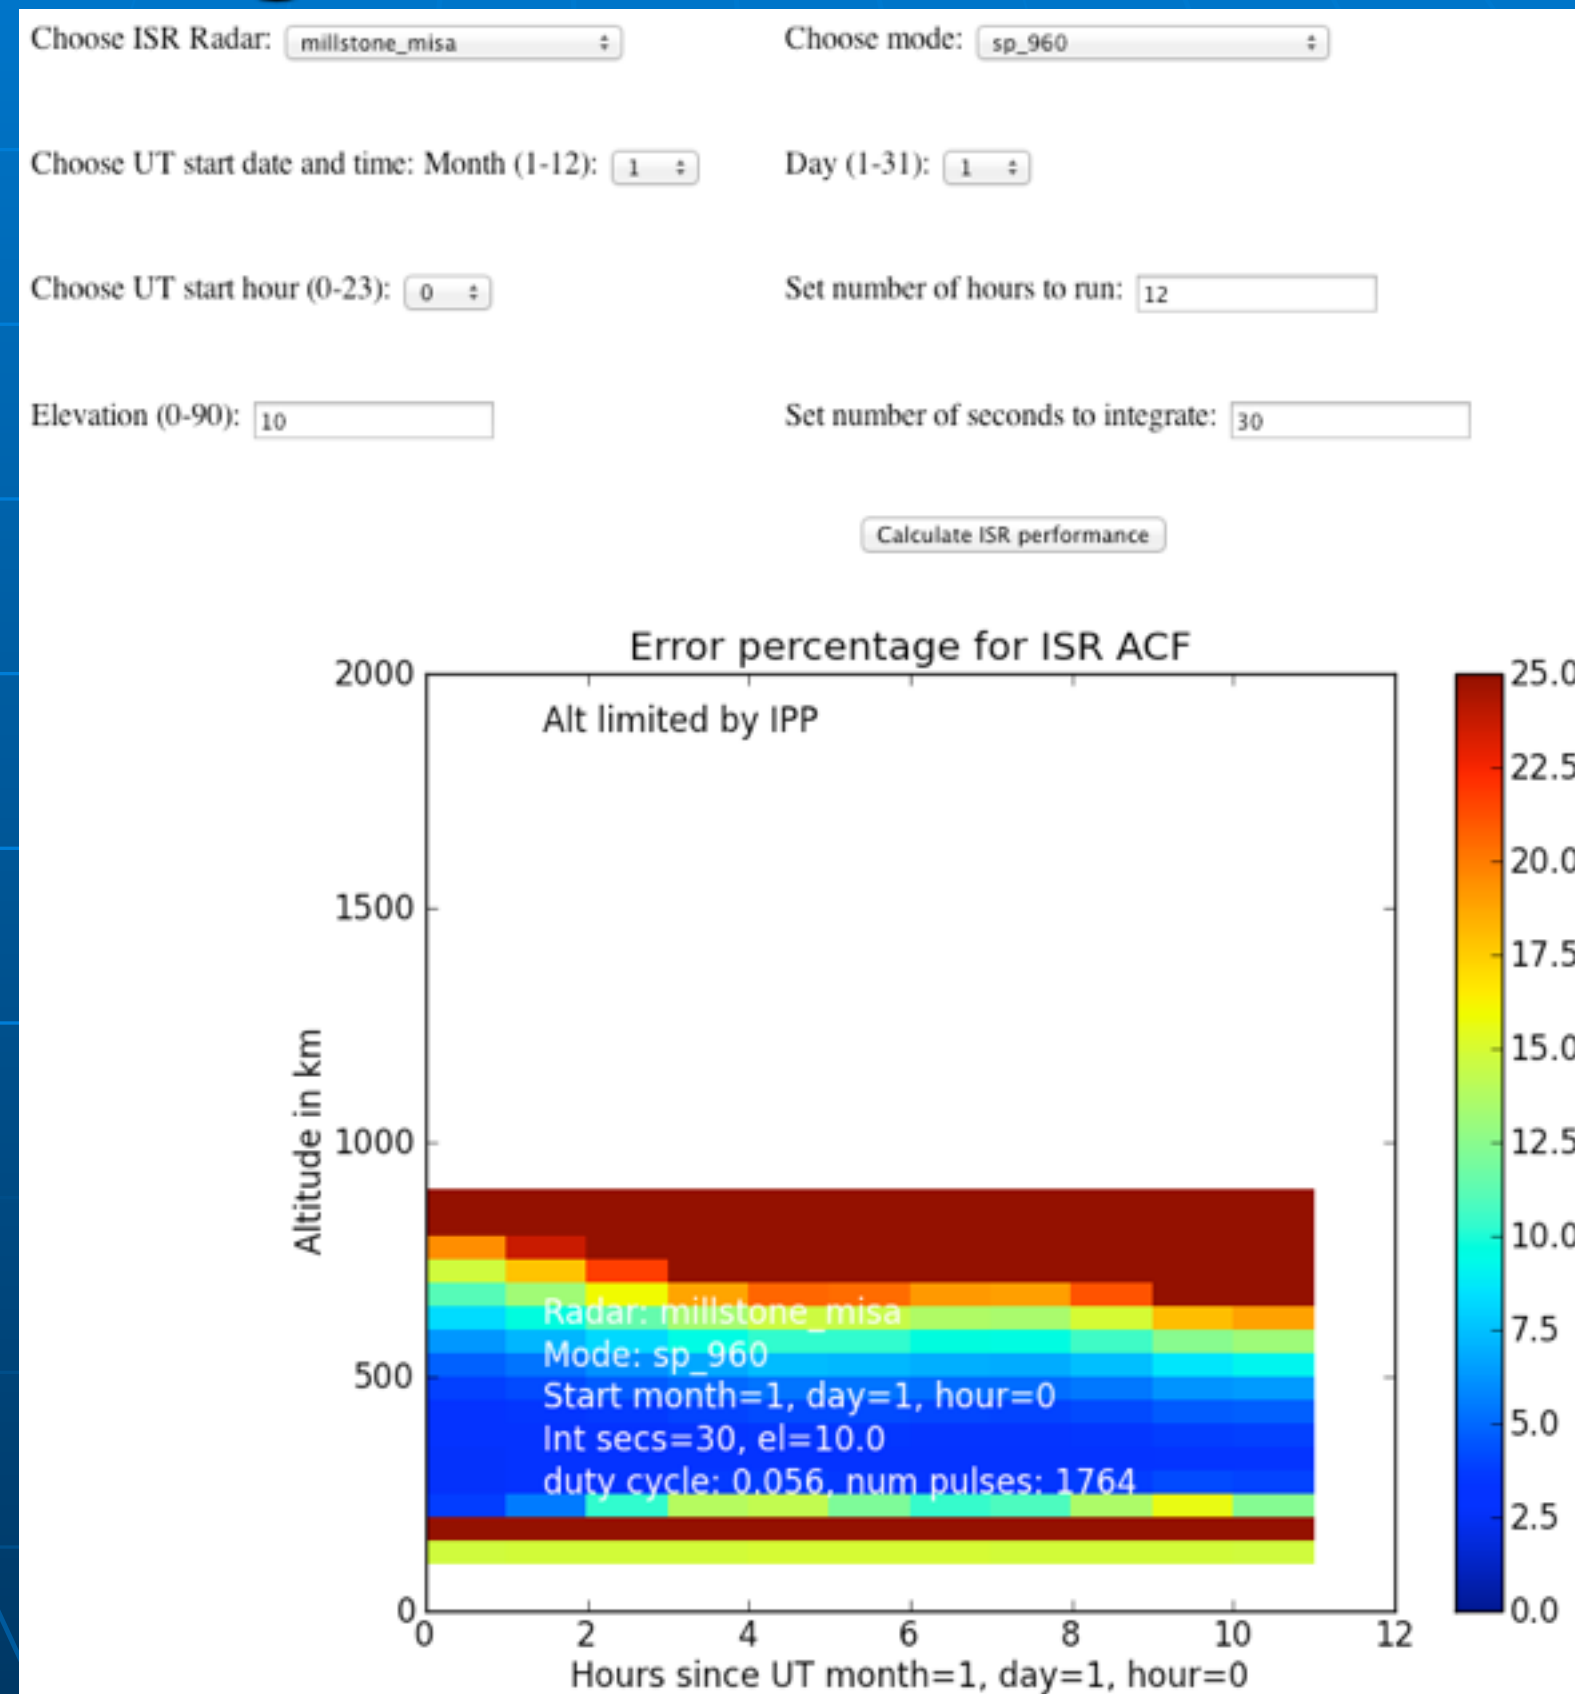 Choose ISR Radar: millstone_misa
Choose mode: sp_960
Choose UT start date and time: Month (1-12): 1
Day (1-31): 1
Choose UT start hour (0-23): 0
Set number of hours to run: 12
Elevation (0-90): 10
Set number of seconds to integrate: 30
Calculate ISR performance
Error percentage for ISR ACF
2000
1500
1000
500
0
Altitude in km
Alt limited by IPP
Radar: millstone_misa
Mode: sp_960
Start month=1, day=1, hour=0
Int secs=30, el=10.0
duty cycle: 0.056, num pulses: 1764
0 2 4 6 8 10 12
Hours since UT month=1, day=1, hour=0
25.0
22.5
20.0
17.5
15.0
12.5
10.0
7.5
5.0
2.5
0.0